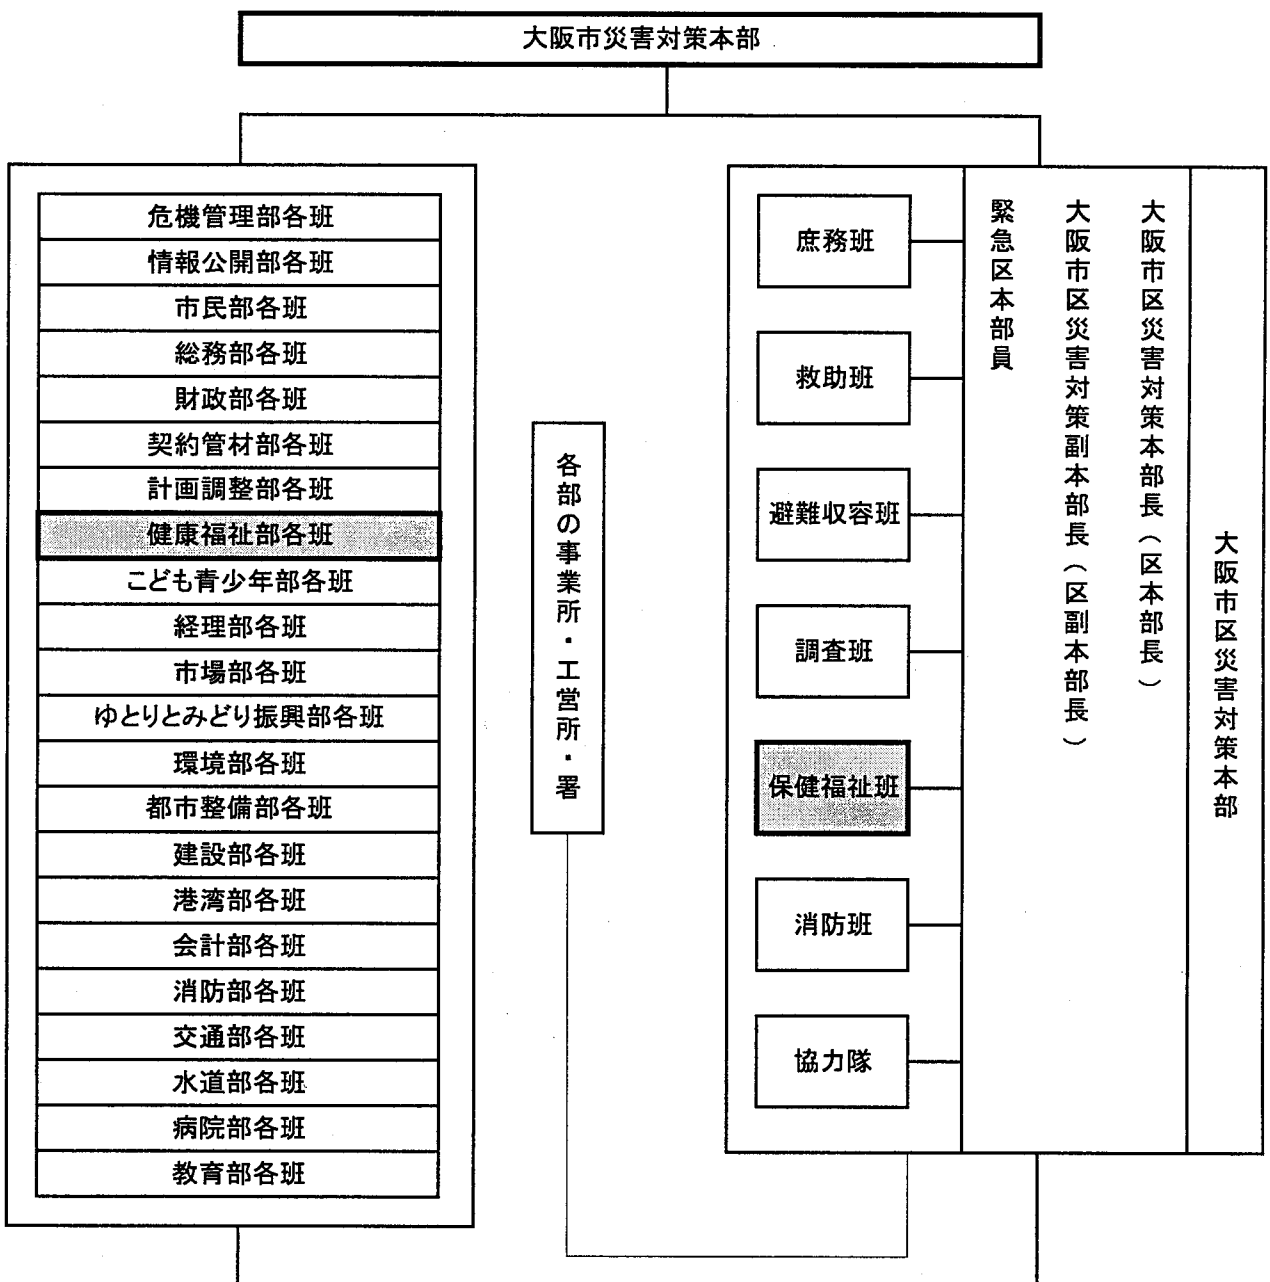 大阪市災害対策本部
危機管理部各班
情報公開部各班
市民部各班
総務部各班
財政部各班
契約管材部各班
計画調整部各班
健康福祉部各班
こども青少年部各班
経理部各班
市場部各班
ゆとりとみどり振興部各班
環境部各班
都市整備部各班
建設部各班
港湾部各班
会計部各班
消防部各班
交通部各班
水道部各班
病院部各班
教育部各班
各部の事業所・工営所・署
庶務班
救助班
避難収容班
調査班
保健福祉班
消防班
協力隊
大阪市区災害対策本部
大阪市区災害対策本部長（区本部長）
大阪市区災害対策副本部長（区副本部長）
緊急区本部員